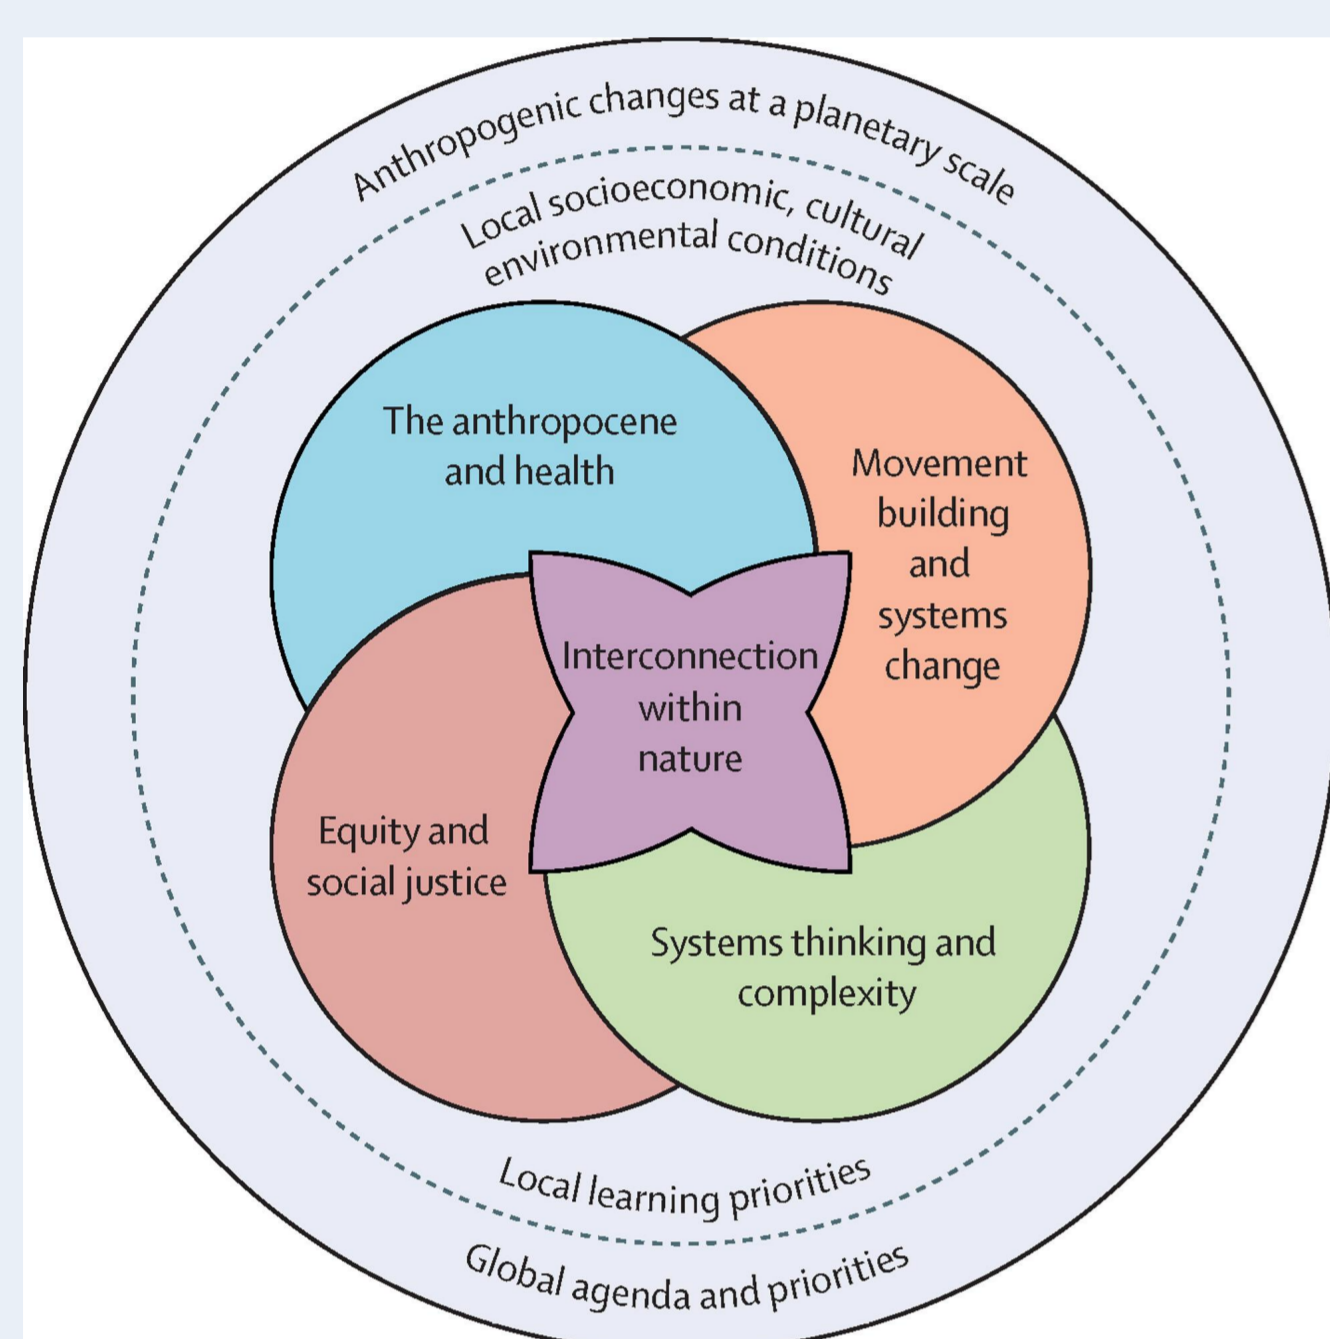 Anthropogenic changes at a planetary scale
Local socioeconomic, cultural
environmental conditions
The anthropocene
and health
Movement
building
and
systems
change
Interconnection
within
nature
Equity and
social justice
Systems thinking and
complexity
Local learning priorities
Global agenda and priorities